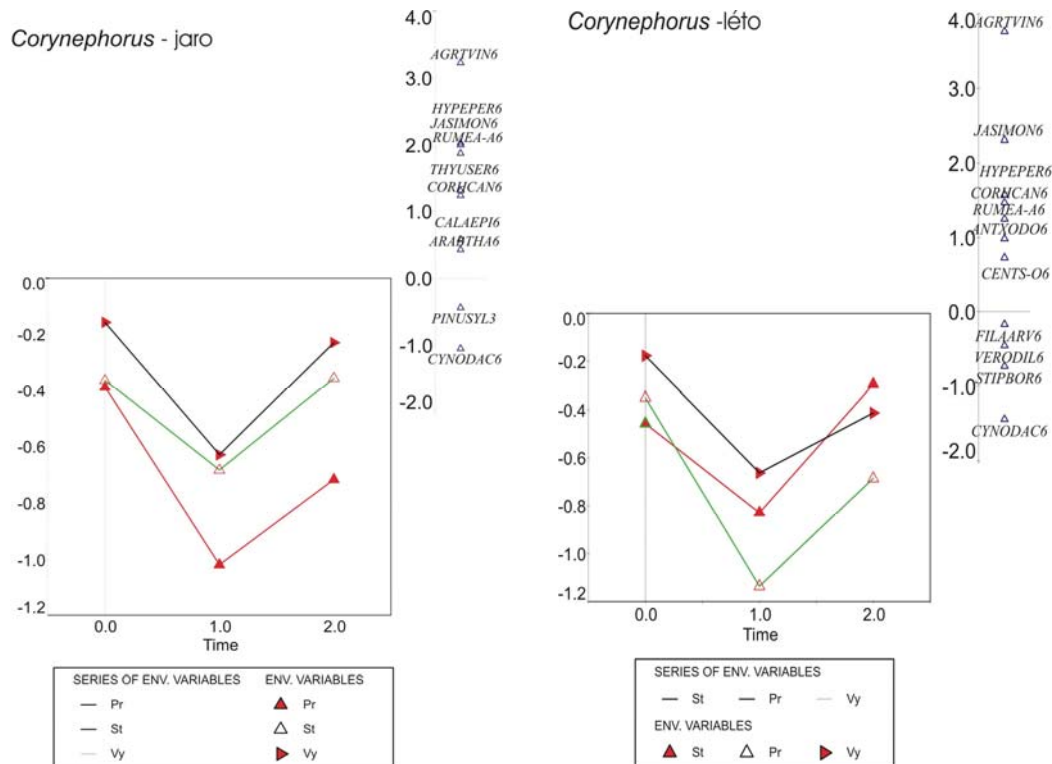 Corynephorus - jaro
4.0
AGRTVIN6
3.0
HYPEPER6
JASIMON6
2.0
RUMEA-A6
THYUSER6
CORUCAN6
1.0
CALAEPI6
ARABTHA6
0.0
PINUSYL3
-1.0
CYNODAC6
-2.0
0.0
-0.2
-0.4
-0.6
-0.8
-1.0
-1.2
0.0 1.0 2.0
Time
SERIES OF ENV. VARIABLES ENV. VARIABLES
Pr Pr
St St
Vy Vy
Corynephorus -léto
4.0
AGRTVIN6
3.0
JASIMON6
2.0
HYPEPER6
CORUCAN6
RUMEA-A6
1.0
ANTXODO6
CENTS-O6
0.0
FILAARV6
VERODIL6
-1.0
STIPBOR6
CYNODAC6
-2.0
0.0
-0.2
-0.4
-0.6
-0.8
-1.0
-1.2
0.0 1.0 2.0
Time
SERIES OF ENV. VARIABLES
St Pr Vy
ENV. VARIABLES
St Pr Vy